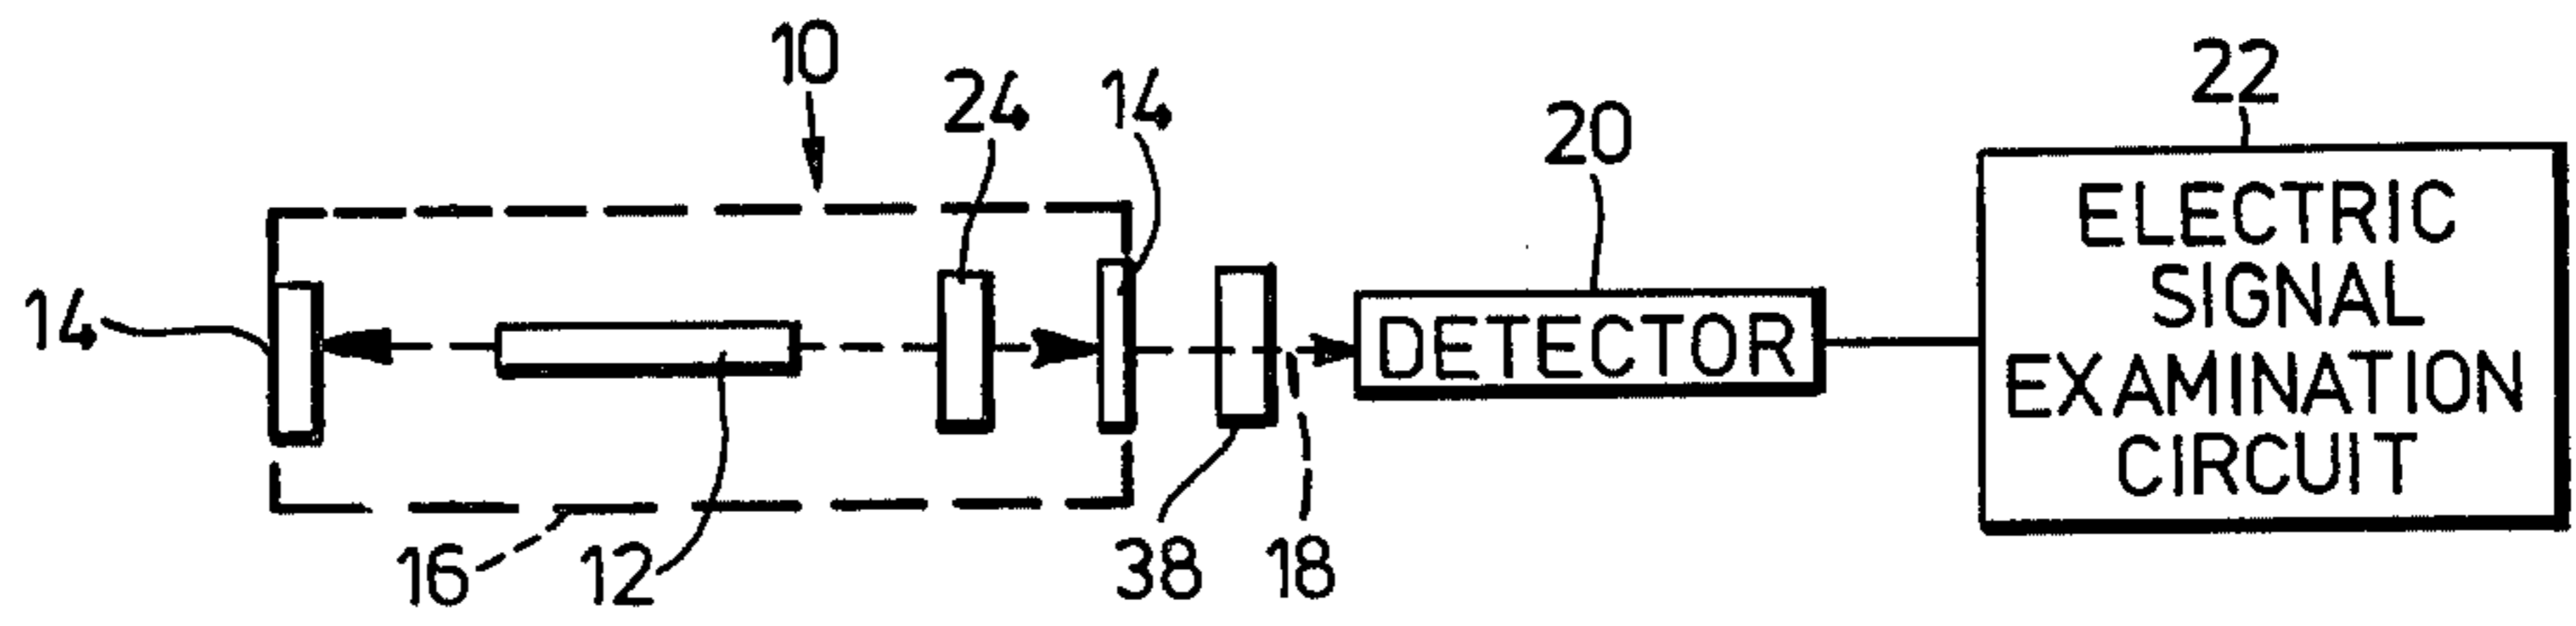 10
24
14
20
22
14
DETECTOR
ELECTRIC
SIGNAL
EXAMINATION
CIRCUIT
16
12
38
18